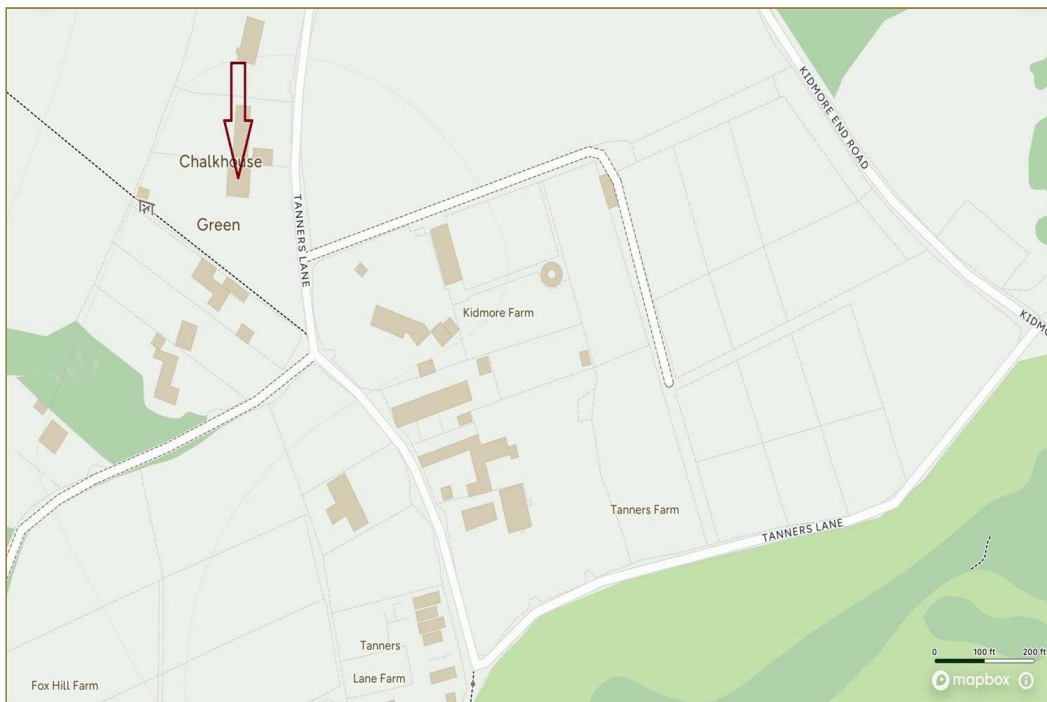 KIDMORE END ROAD
Chalkhouse
Green
TANNERS LANE
Kidmore Farm
KIDMO
Tanners Farm
TANNERS LANE
Tanners
Lane Farm
Fox Hill Farm
0 100 ft 200 ft
mapbox